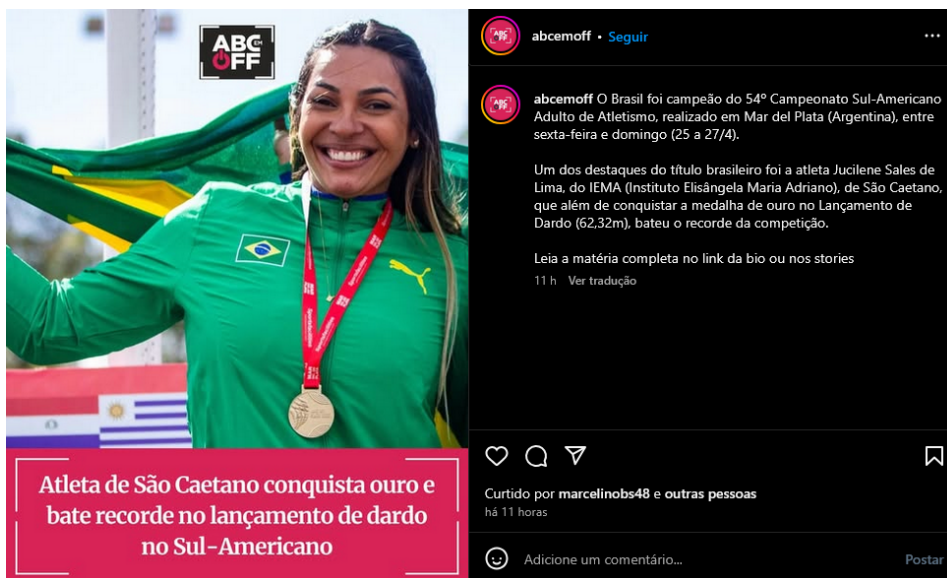 ABC EM
OFF
Atleta de São Caetano conquista ouro e
bate recorde no lançamento de dardo
no Sul-Americano
abcemoff • Seguir
abcemoff O Brasil foi campeão do 54º Campeonato Sul-Americano
Adulto de Atletismo, realizado em Mar del Plata (Argentina), entre
sexta-feira e domingo (25 a 27/4).
Um dos destaques do título brasileiro foi a atleta Jucilene Sales de
Lima, do IEMA (Instituto Elisângela Maria Adriano), de São Caetano,
que além de conquistar a medalha de ouro no Lançamento de
Dardo (62,32m), bateu o recorde da competição.
Leia a matéria completa no link da bio ou nos stories
11 h Ver tradução
Curtido por marcelinobs48 e outras pessoas
há 11 horas
Adicione um comentário...
Postar